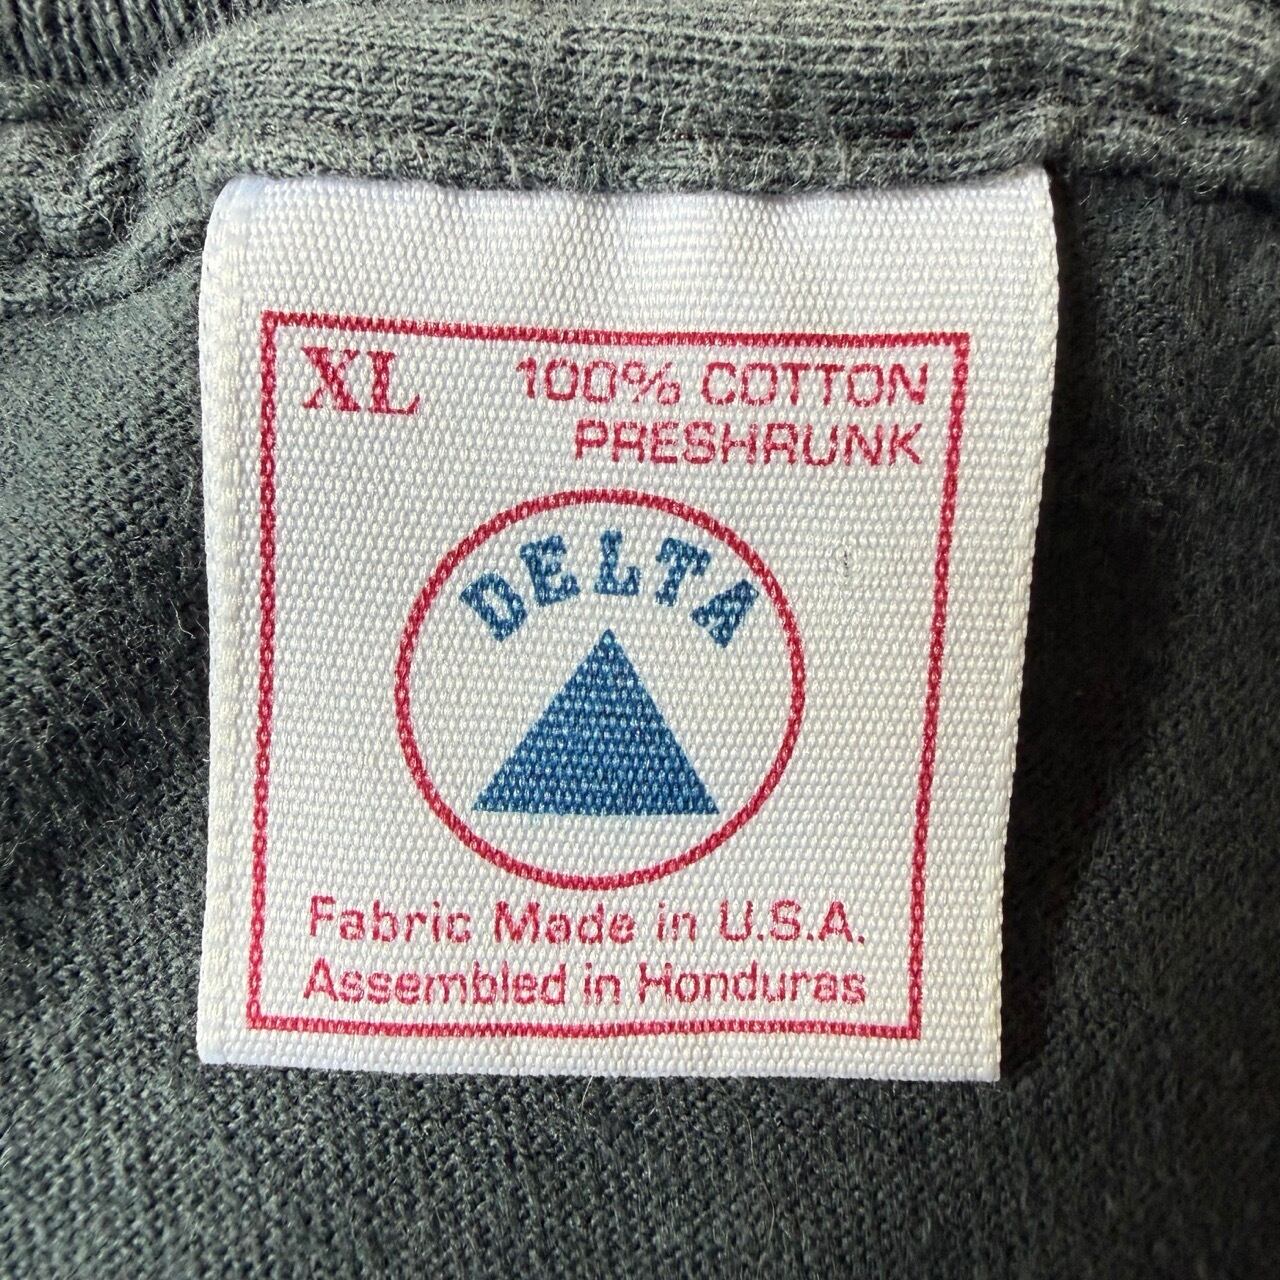 XL
100% COTTON
PRESHRUNK
DELTA
Fabric Made in U.S.A.
Assembled in Honduras